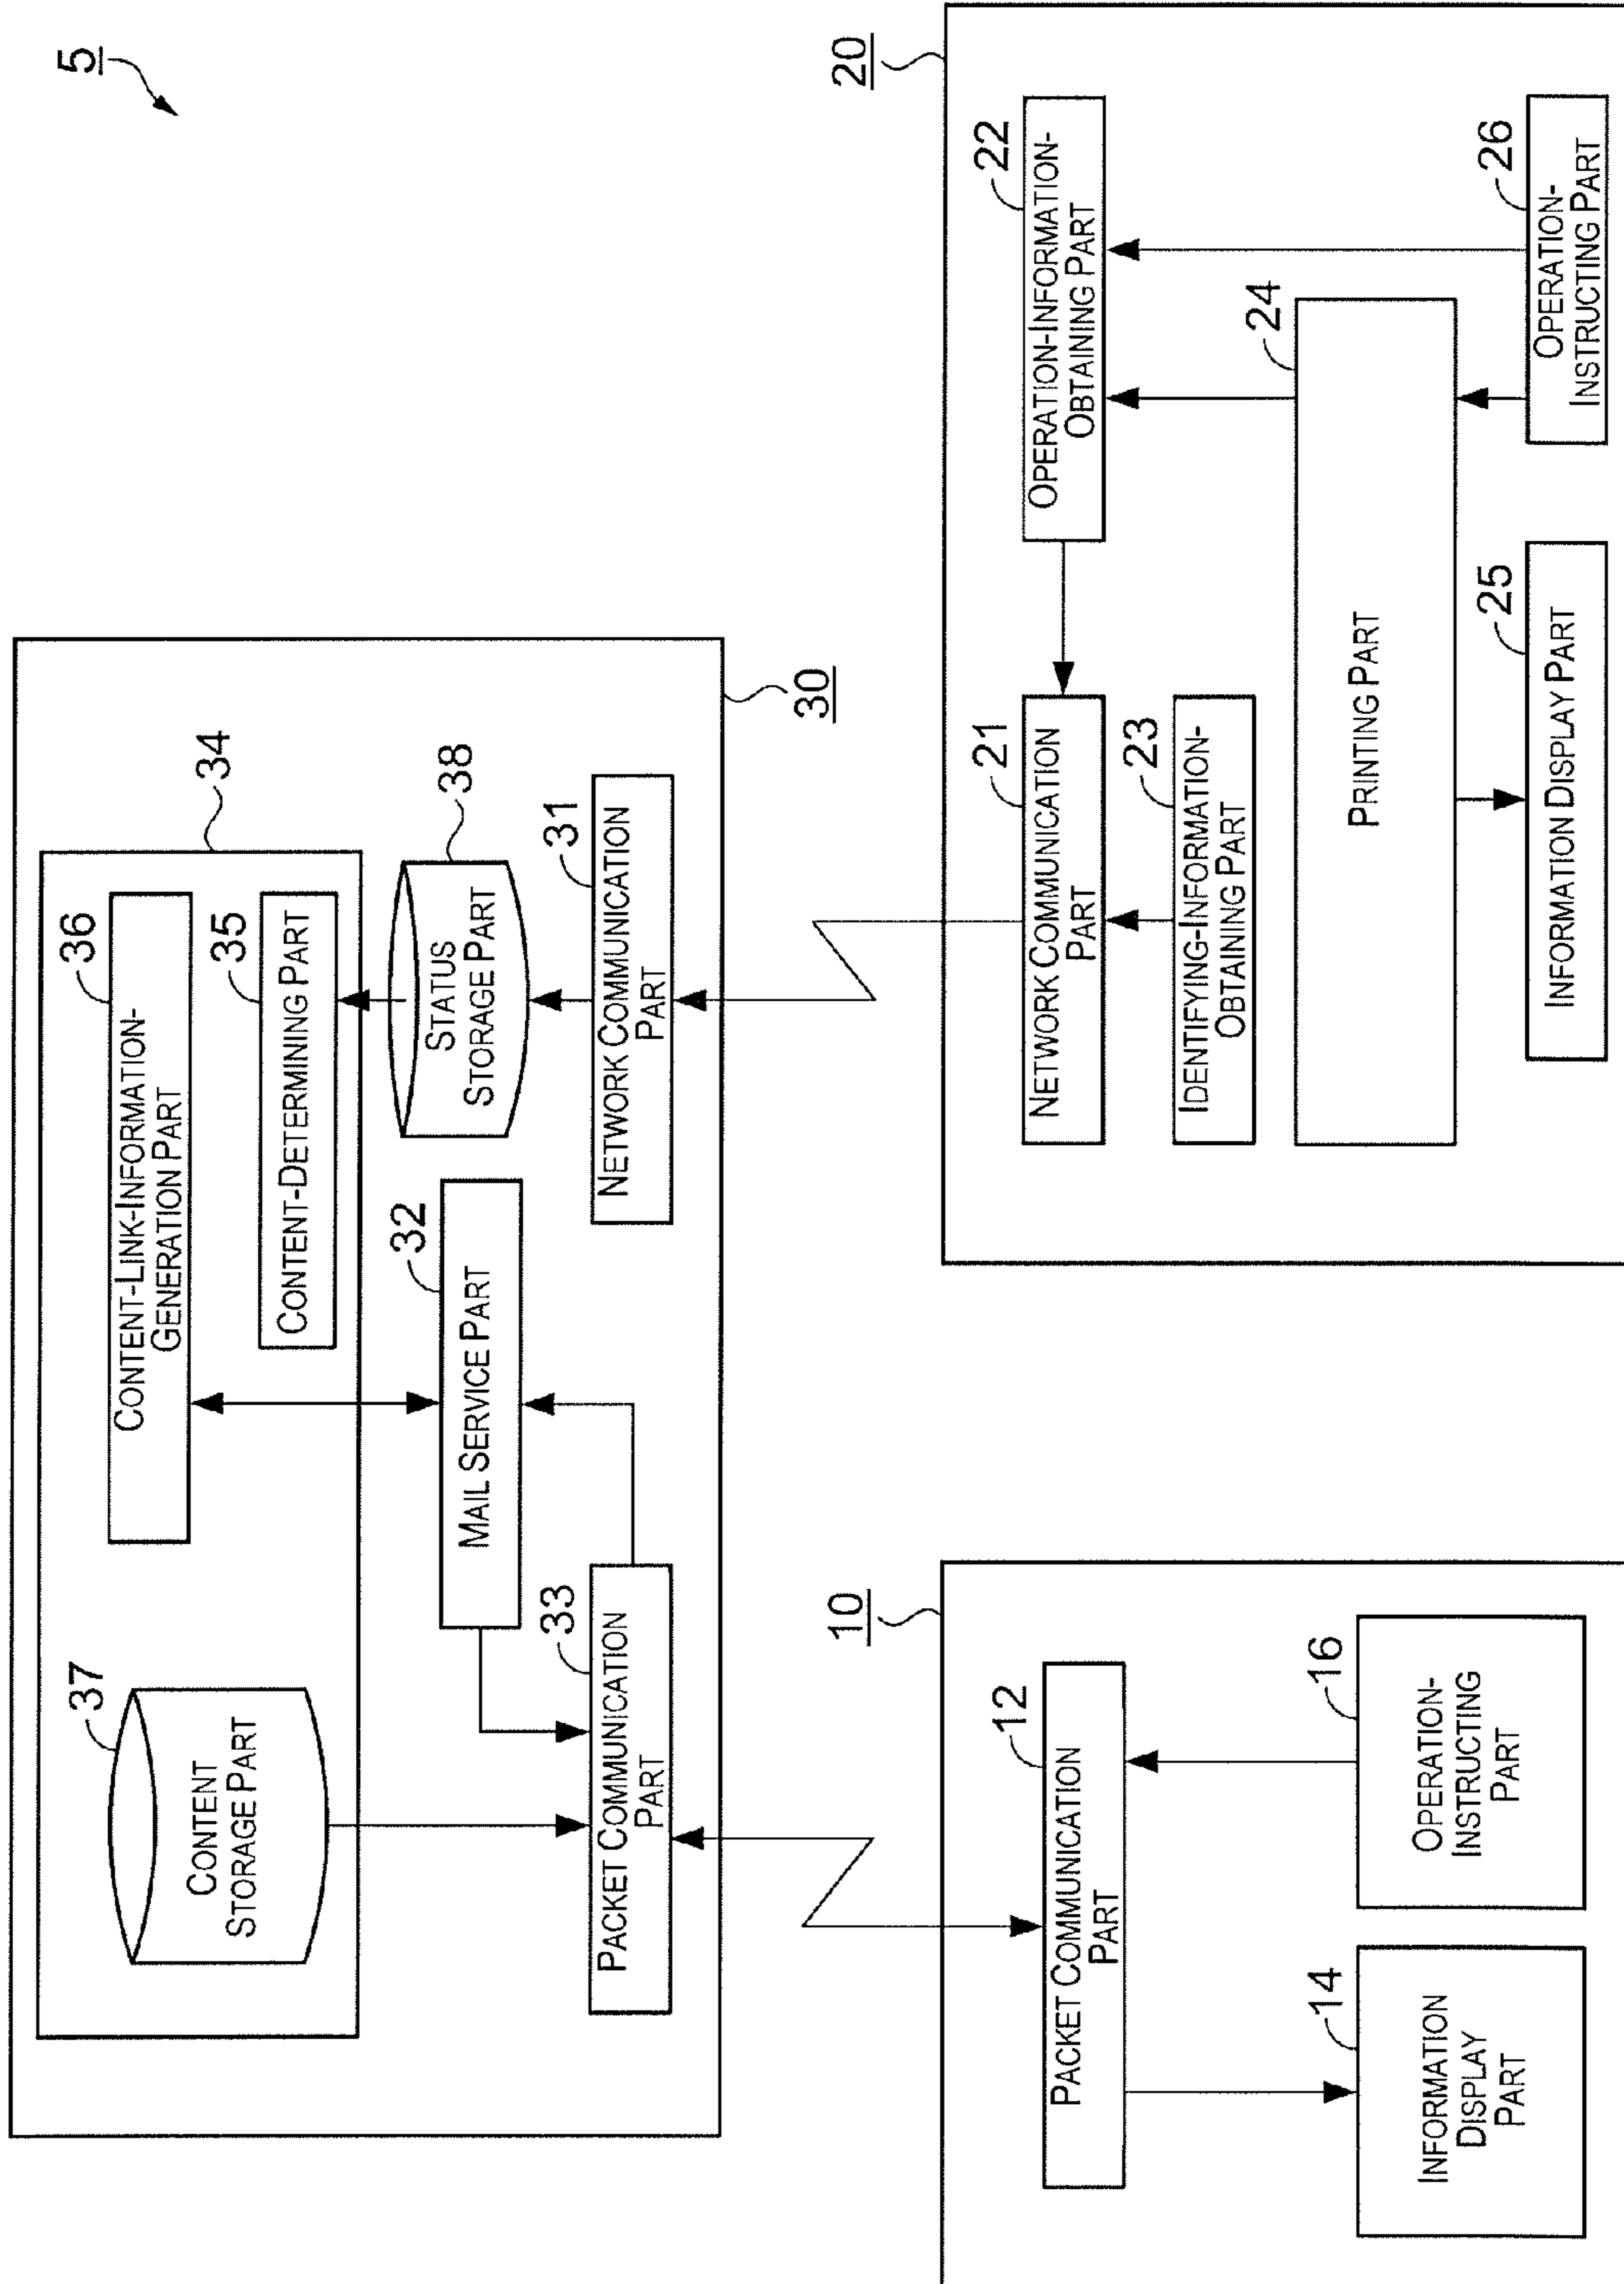 5
30
34
37
CONTENT
STORAGE PART
36
CONTENT-LINK-INFORMATION-
GENERATION PART
35
CONTENT-DETERMINING PART
32
MAIL SERVICE PART
38
STATUS
STORAGE PART
33
PACKET COMMUNICATION
PART
31
NETWORK COMMUNICATION
PART
10
12
PACKET COMMUNICATION
PART
14
INFORMATION
DISPLAY
PART
16
OPERATION-
INSTRUCTING
PART
20
21
NETWORK COMMUNICATION
PART
22
OPERATION-INFORMATION-
OBTAINING PART
23
IDENTIFYING-INFORMATION-
OBTAINING PART
24
PRINTING PART
25
INFORMATION DISPLAY PART
26
OPERATION-
INSTRUCTING PART